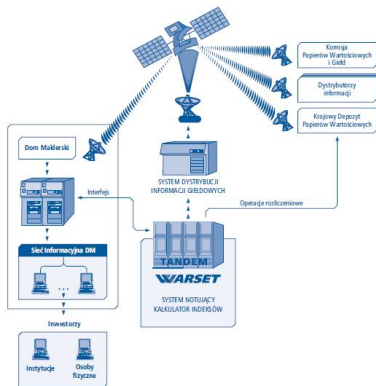 Komisja
Papierów Wartościowych
i Giełd
Dystrybutorzy
informacji
Krajowy Depozyt
Papierów Wartościowych
Dom Maklerski
SYSTEM DYSTRYBUCJI
INFORMACJI GIEŁDOWYCH
Interfejs
Operacje rozliczeniowe
Sieć Informacyjna DM
TANDEM
WARSET
...
SYSTEM NOTUJĄCY
KALKULATOR INDEKSÓW
...
Inwestorzy
Instytucje
Osoby
fizyczne